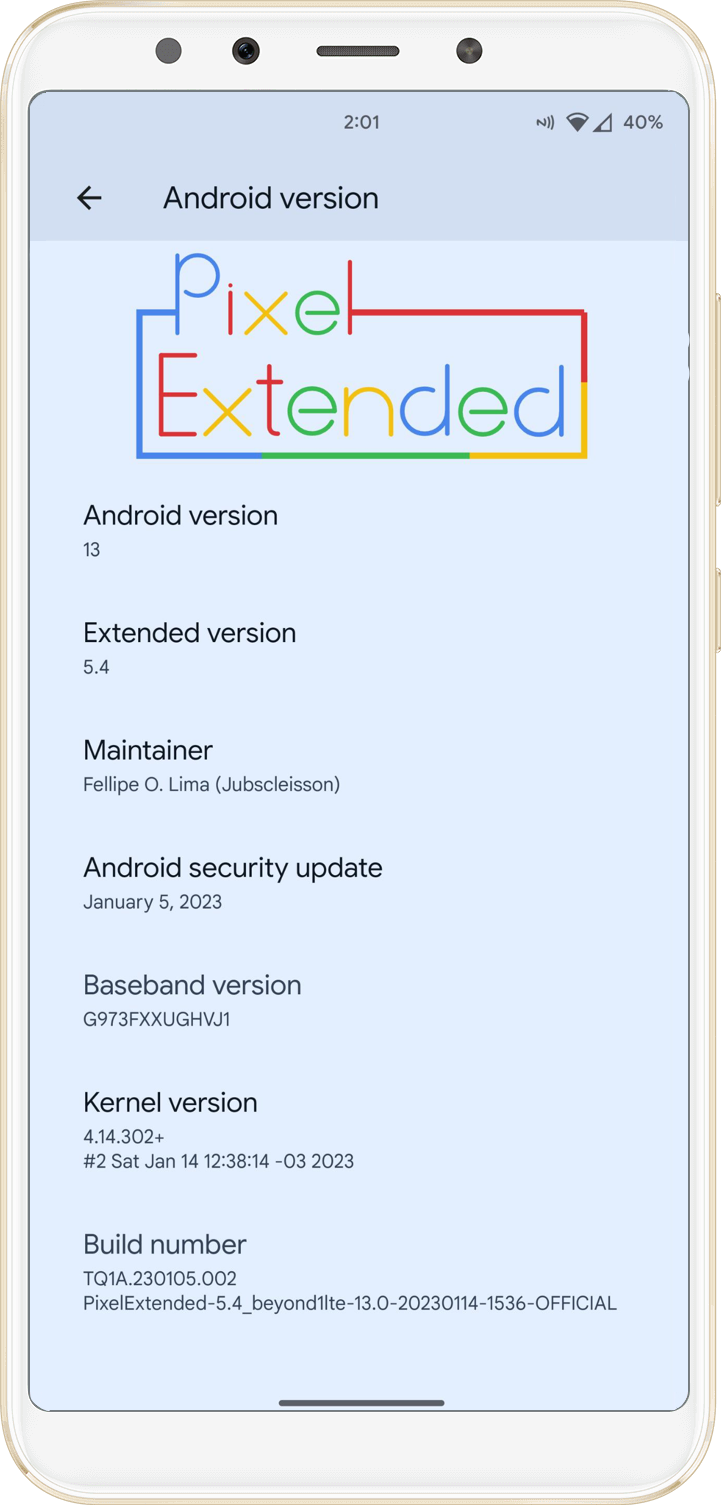 2:01 40%
Android version
Pixel
Extended
Android version
13
Extended version
5.4
Maintainer
Fellipe O. Lima (Jubscleisson)
Android security update
January 5, 2023
Baseband version
G973FXXUGHVJ1
Kernel version
4.14.302+
#2 Sat Jan 14 12:38:14 -03 2023
Build number
TQ1A.230105.002
PixelExtended-5.4_beyond1lte-13.0-20230114-1536-OFFICIAL